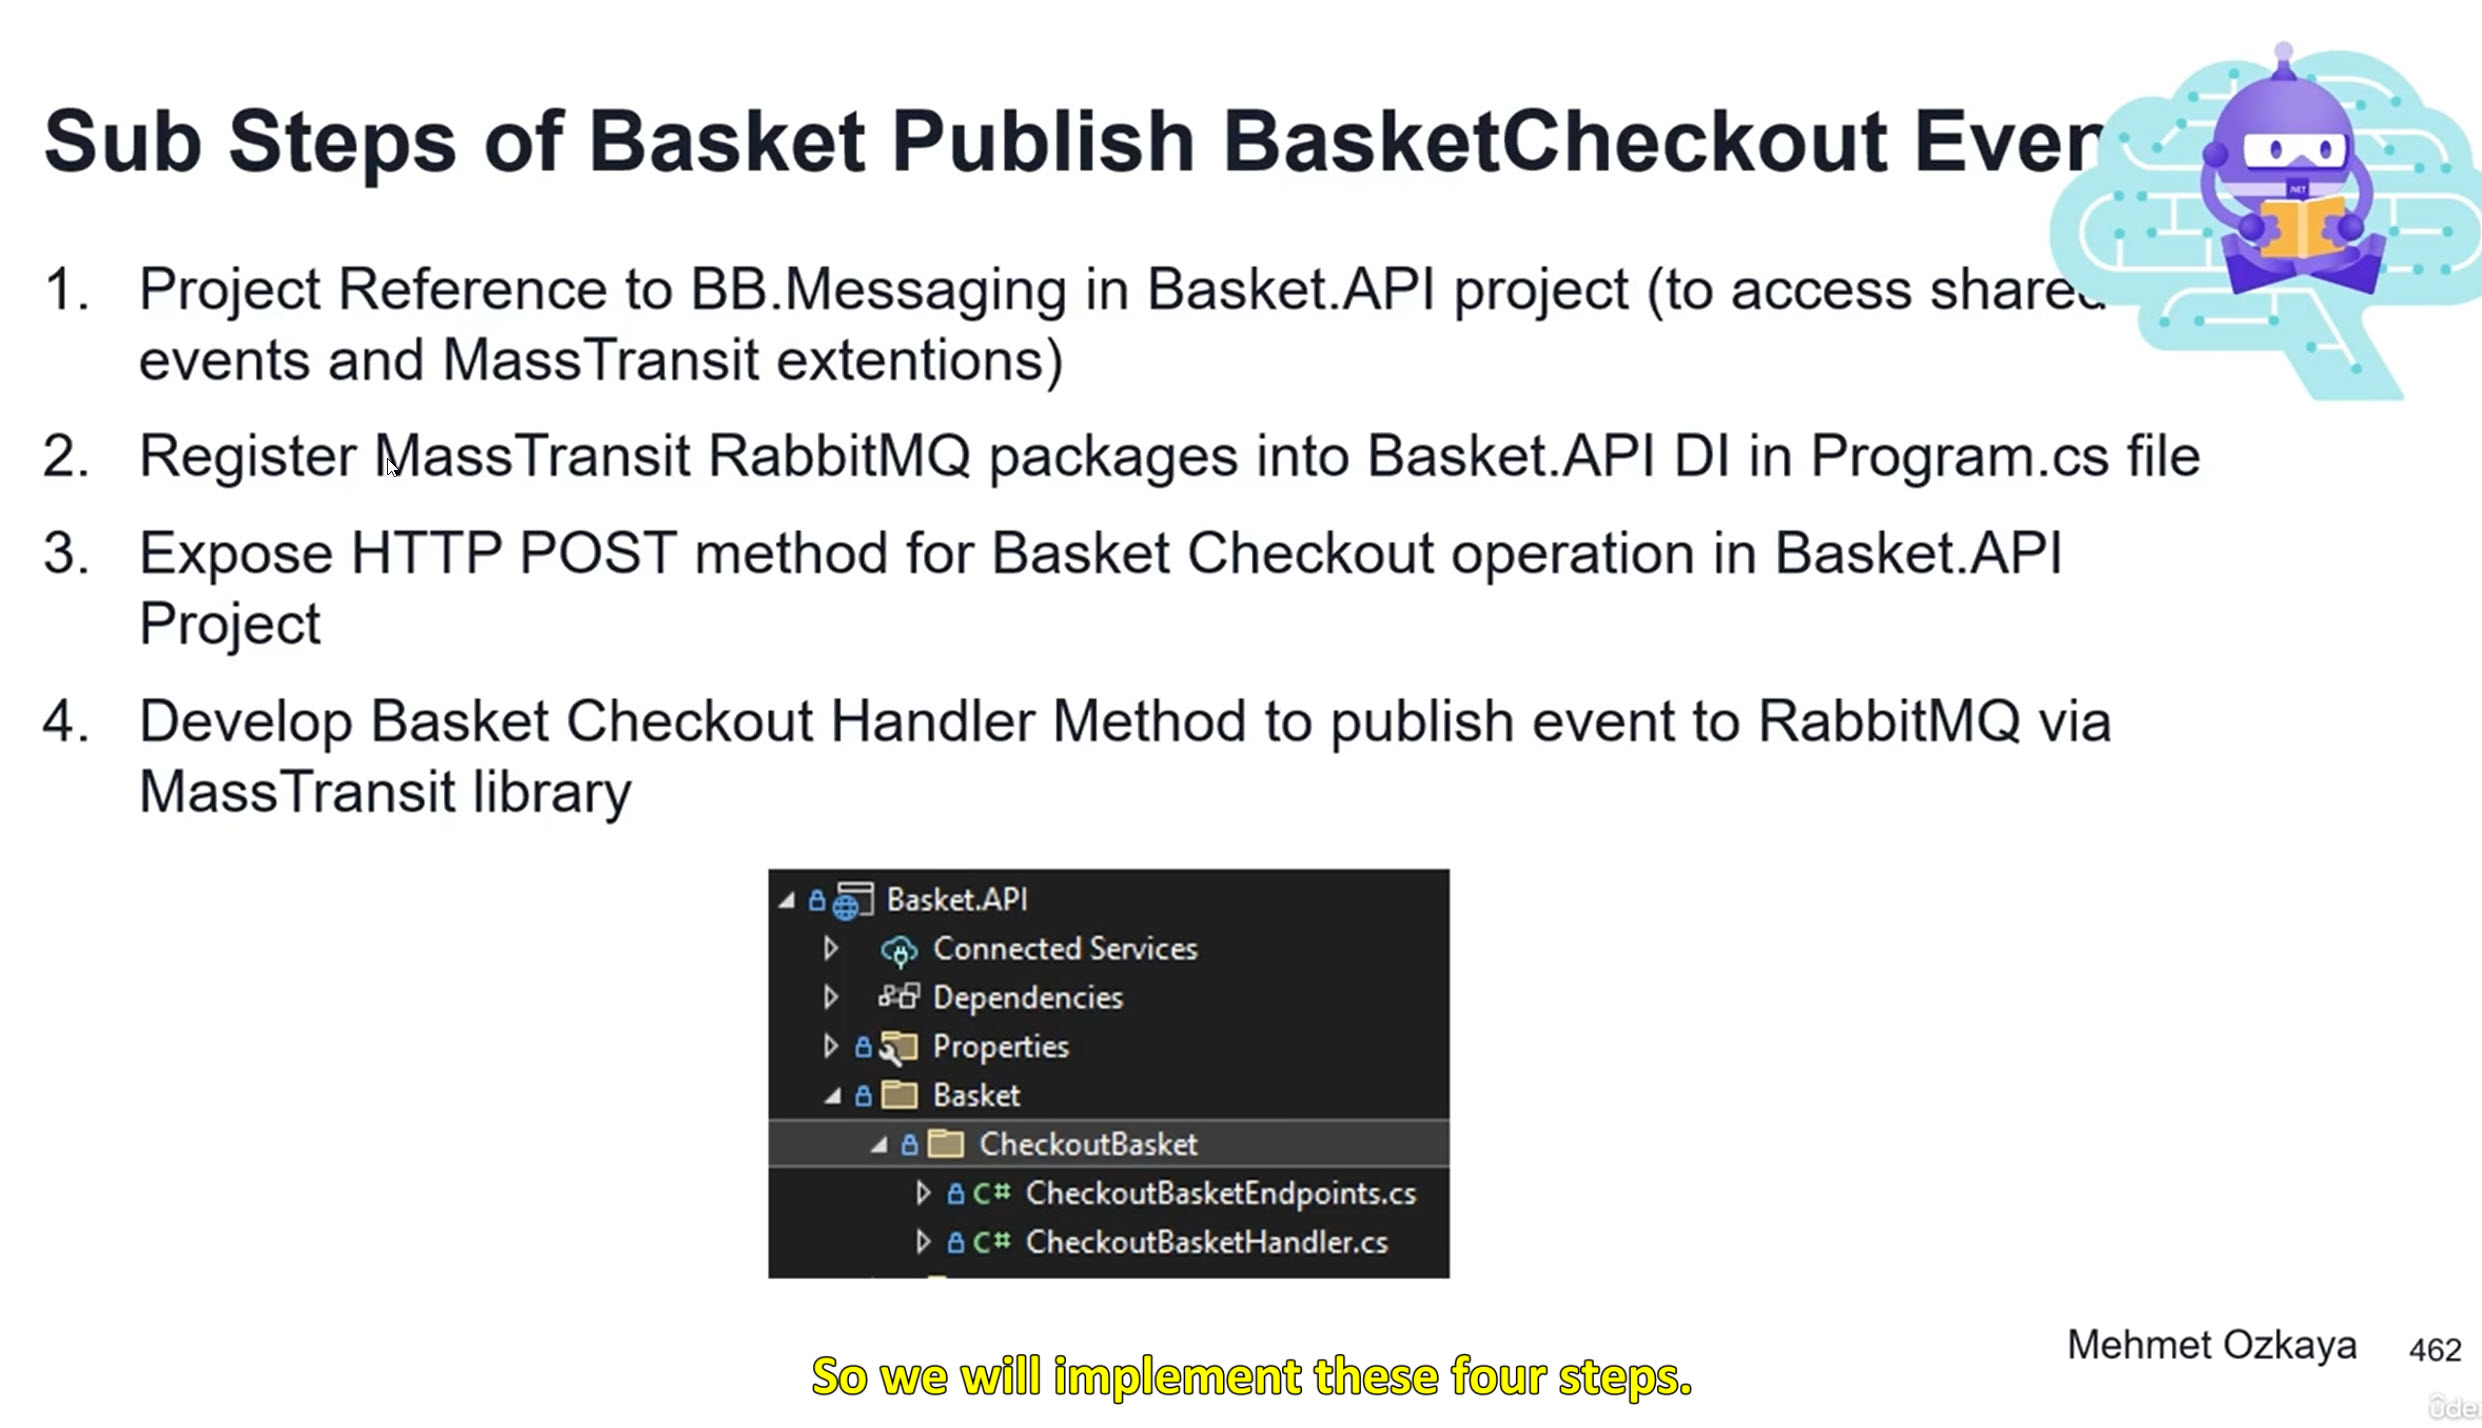 Sub Steps of Basket Publish BasketCheckout Even
.NET
1. Project Reference to BB.Messaging in Basket.API project (to access shared
events and MassTransit extentions)
2. Register MassTransit RabbitMQ packages into Basket.API DI in Program.cs file
3. Expose HTTP POST method for Basket Checkout operation in Basket.API
Project
4. Develop Basket Checkout Handler Method to publish event to RabbitMQ via
MassTransit library
Basket.API
Connected Services
Dependencies
Properties
Basket
CheckoutBasket
C# CheckoutBasketEndpoints.cs
C# CheckoutBasketHandler.cs
Mehmet Ozkaya 462
So we will implement these four steps.